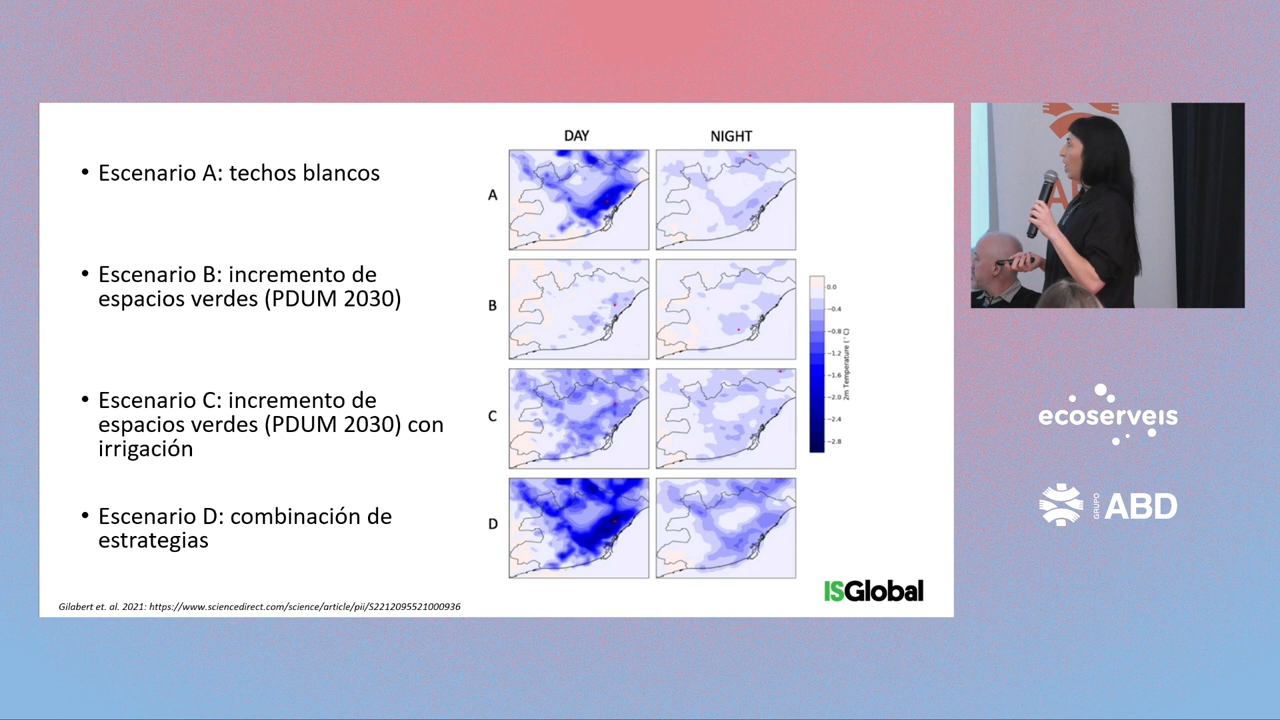 • Escenario A: techos blancos
• Escenario B: incremento de
espacios verdes (PDUM 2030)
• Escenario C: incremento de
espacios verdes (PDUM 2030) con
irrigación
• Escenario D: combinación de
estrategias
DAY
NIGHT
A
B
C
D
0.0
−0.4
−0.8
−1.2
−1.6
−2.0
−2.4
−2.8
2m Temperature (°C)
Gilabert et. al. 2021: https://www.sciencedirect.com/science/article/pii/S2212095521000936
ISGlobal
ecoserveis
GRUPO
ABD